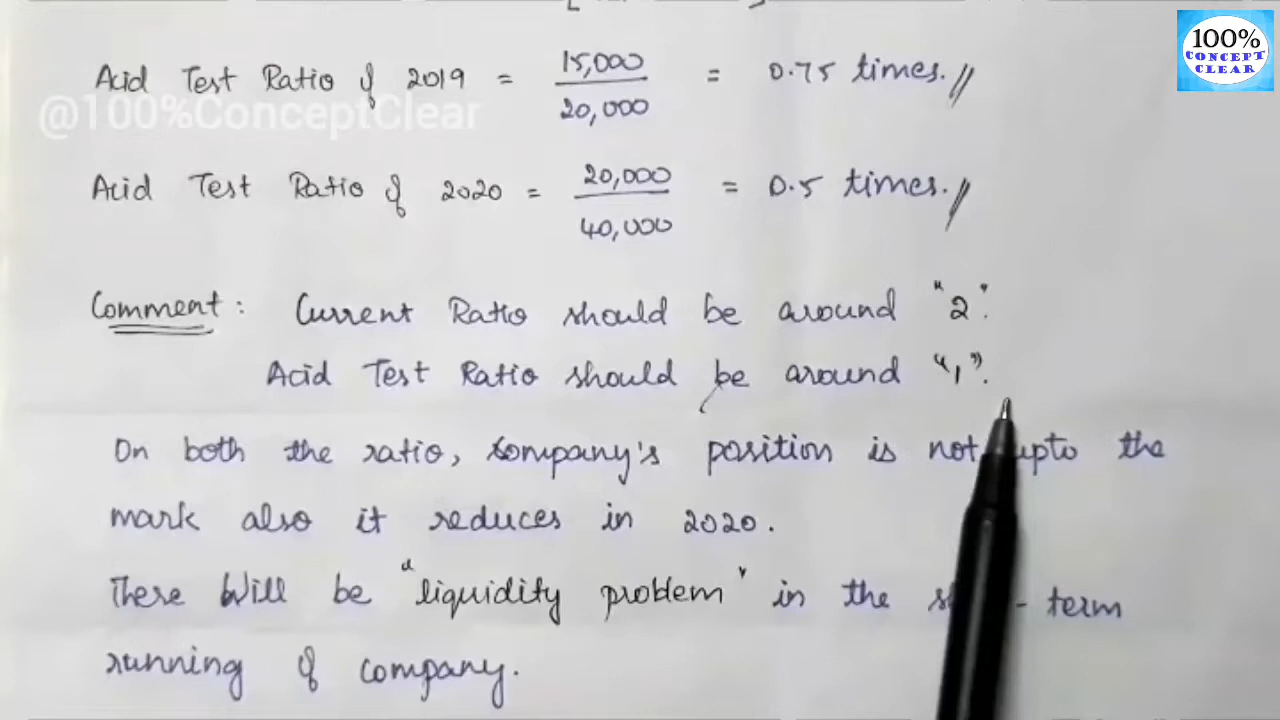 100%
CONCEPT
CLEAR
Acid Test Ratio of 2019 = 15,000 / 20,000 = 0.75 times.//
@100%ConceptClear
Acid Test Ratio of 2020 = 20,000 / 40,000 = 0.5 times.//
Comment: Current Ratio should be around "2".
Acid Test Ratio should be around "1".
On both the ratio, company's position is not upto the
mark also it reduces in 2020.
There will be "liquidity problem" in the - term
running of company.